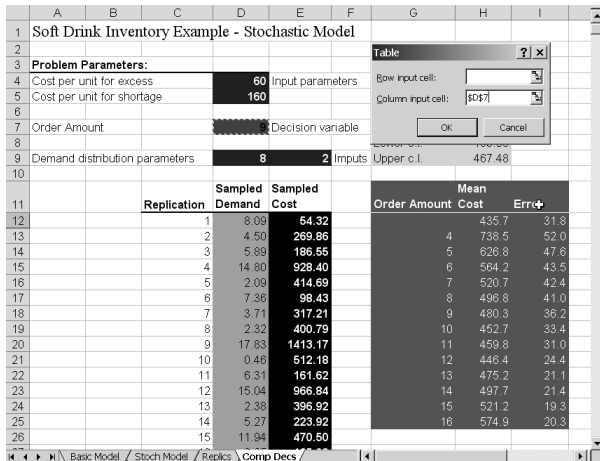 A B C D E F G H I
1 Soft Drink Inventory Example - Stochastic Model
2
3 Problem Parameters:
4 Cost per unit for excess 60 Input parameters
5 Cost per unit for shortage 160
6
7 Order Amount 9 Decision variable
8
9 Demand distribution parameters 8 2 Imputs Upper c.l. 467.48
10
Table ? ×
Row input cell:
Column input cell: $D$7
OK Cancel
Sampled Sampled Mean
11 Replication Demand Cost Order Amount Cost
12 1 8.09 54.32 435.7 31.8
13 2 4.50 269.86 4 738.5 52.0
14 3 5.89 186.55 5 626.8 47.6
15 4 14.80 928.40 6 564.2 43.5
16 5 2.09 414.69 7 520.7 42.4
17 6 7.36 98.43 8 496.8 41.0
18 7 3.71 317.21 9 480.3 36.2
19 8 2.32 400.79 10 452.7 33.4
20 9 17.83 1413.17 11 459.8 31.0
21 10 0.46 512.18 12 446.4 24.4
22 11 6.31 161.62 13 475.2 21.1
23 12 15.04 966.84 14 497.7 21.4
24 13 2.38 396.92 15 521.2 19.3
25 14 5.27 223.92 16 574.9 20.3
26 15 11.94 470.50
Basic Model Stoch Model Replics Comp Decs